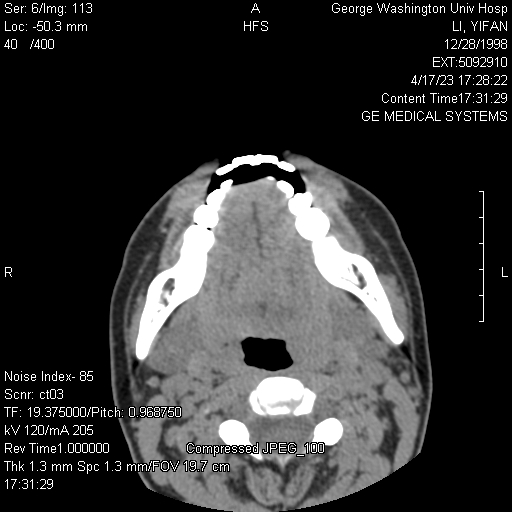 Ser: 6/Img: 113
Loc: -50.3 mm
40 /400
A
HFS
George Washington Univ Hosp
LI, YIFAN
12/28/1998
EXT:5092910
4/17/23 17:28:22
Content Time17:31:29
GE MEDICAL SYSTEMS
R
L
Noise Index- 85
Scnr: ct03
TF: 19.375000/Pitch: 0.968750
kV 120/mA 205
Rev Time1.000000
Compressed JPEG_100
Thk 1.3 mm Spc 1.3 mm/FOV 19.7 cm
17:31:29